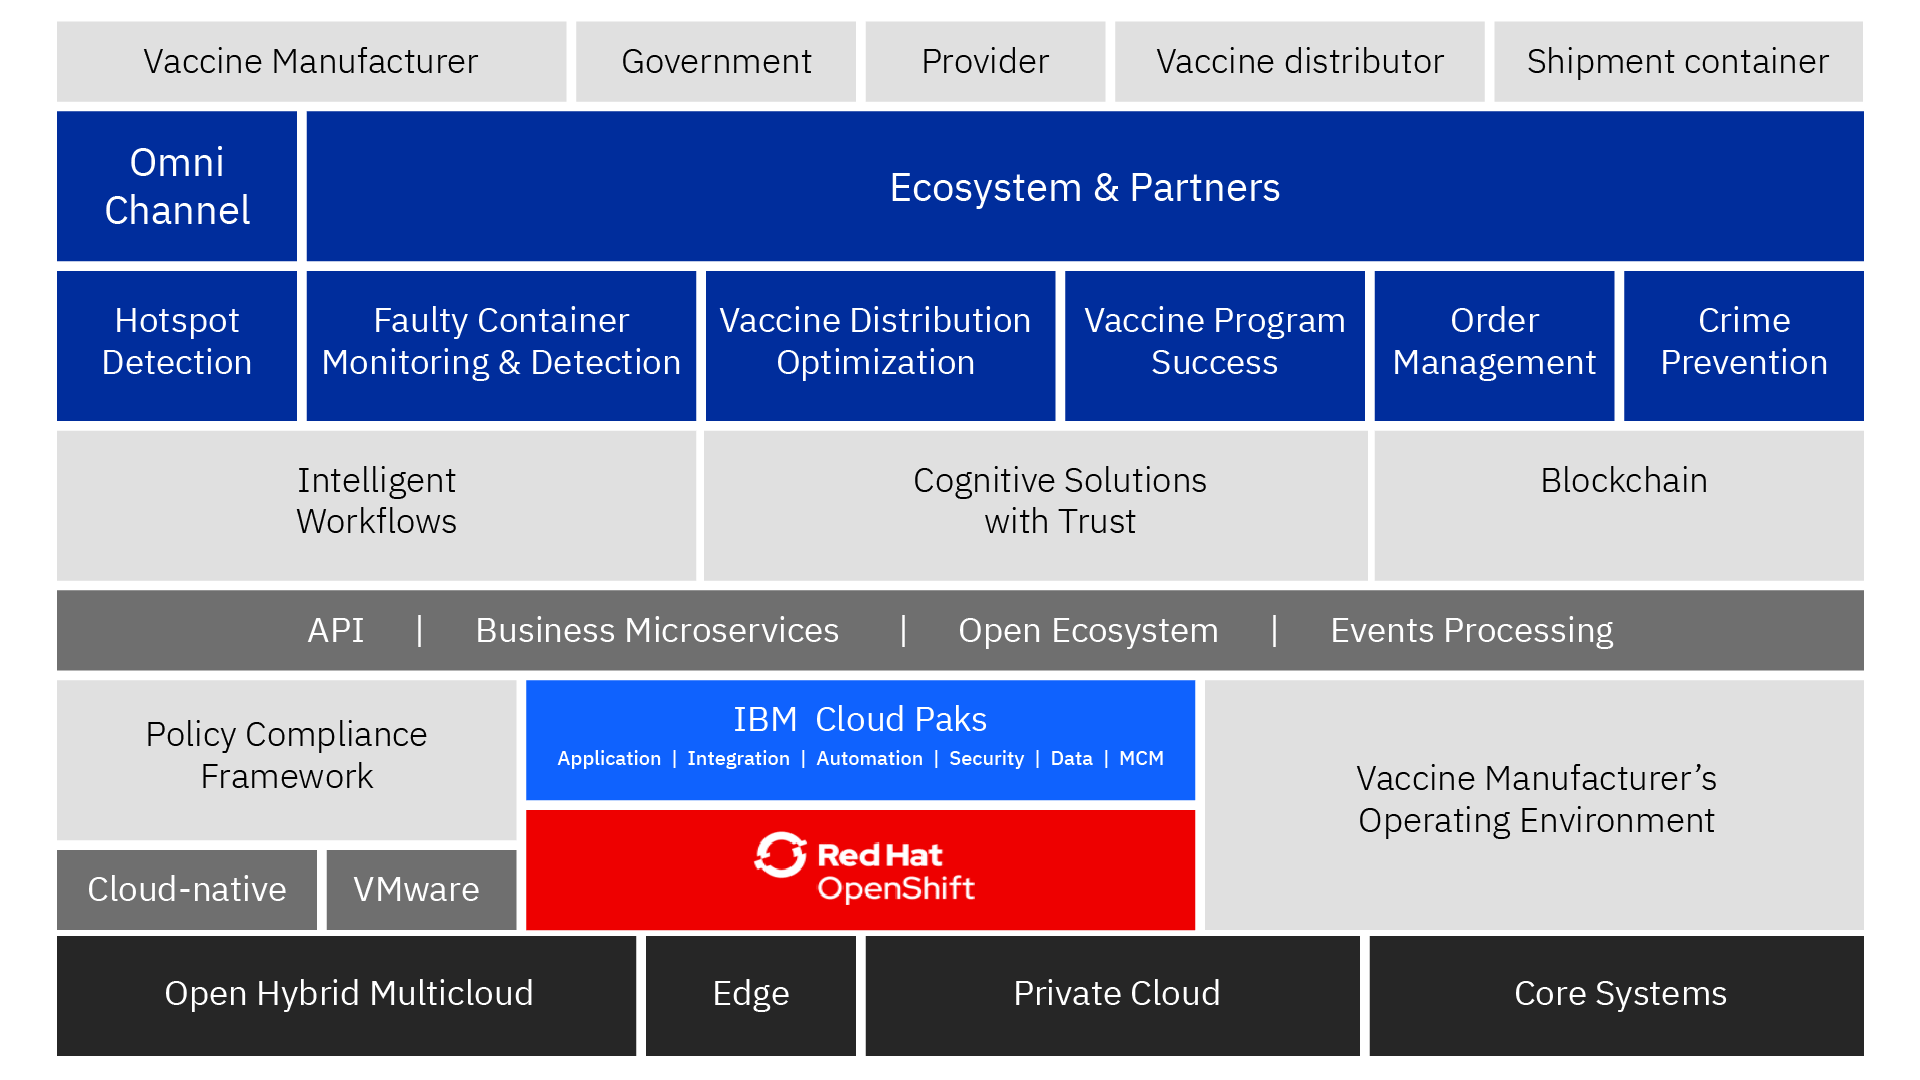 Vaccine Manufacturer
Government
Provider
Vaccine distributor
Shipment container
Omni
Channel
Ecosystem & Partners
Hotspot
Detection
Faulty Container
Monitoring & Detection
Vaccine Distribution
Optimization
Vaccine Program
Success
Order
Management
Crime
Prevention
Intelligent
Workflows
Cognitive Solutions
with Trust
Blockchain
API | Business Microservices | Open Ecosystem | Events Processing
Policy Compliance
Framework
IBM Cloud Paks
Application | Integration | Automation | Security | Data | MCM
Vaccine Manufacturer’s
Operating Environment
Red Hat
OpenShift
Cloud-native
VMware
Open Hybrid Multicloud
Edge
Private Cloud
Core Systems